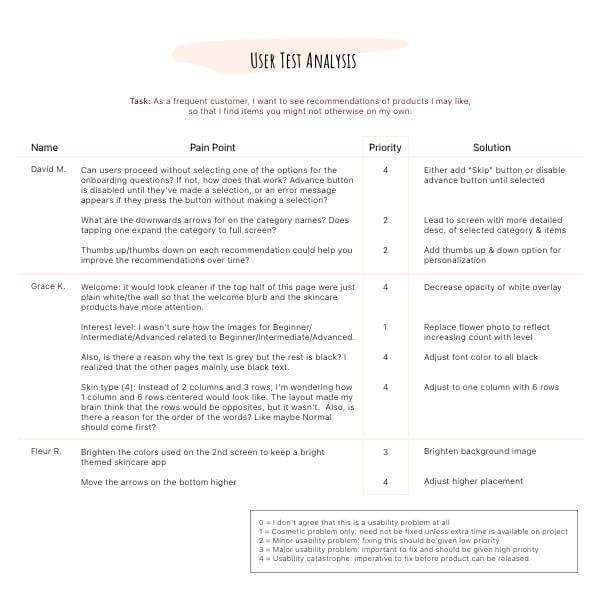 User Test Analysis
Task: As a frequent customer, I want to see recommendations of products I may like,
so that I find items you might not otherwise on my own.
Name Pain Point Priority Solution
David M. Can users proceed without selecting one of the options for the 4 Either add "Skip" button or disable
onboarding questions? If not, how does that work? Advance button advance button until selected
is disabled until they've made a selection, or an error message
appears if they press the button without making a selection?
What are the downwards arrows for on the category names? Does 2 Lead to screen with more detailed
tapping one expand the category to full screen? desc. of selected category & items
Thumbs up/thumbs down on each recommendation could help you 2 Add thumbs up & down option for
improve the recommendations over time? personalization
Grace K. Welcome: it would look cleaner if the top half of this page were just 4 Decrease opacity of white overlay
plain white/the wall so that the welcome blurb and the skincare
products have more attention.
Interest level: I wasn't sure how the images for Beginner/ 1 Replace flower photo to reflect
Intermediate/Advanced related to Beginner/Intermediate/Advanced. increasing count with level
Also, is there a reason why the text is grey but the rest is black? I 4 Adjust font color to all black
realized that the other pages mainly use black text.
Skin type (4): Instead of 2 columns and 3 rows, I'm wondering how 4 Adjust to one column with 6 rows
1 column and 6 rows centered would look like. The layout made my
brain think that the rows would be opposites, but it wasn't. Also, is
there a reason for the order of the words? Like maybe Normal
should come first?
Fleur R. Brighten the colors used on the 2nd screen to keep a bright 3 Brighten background image
themed skincare app
Move the arrows on the bottom higher 4 Adjust higher placement
0 = I don't agree that this is a usability problem at all
1 = Cosmetic problem only: need not be fixed unless extra time is available on project
2 = Minor usability problem: fixing this should be given low priority
3 = Major usability problem: important to fix and should be given high priority
4 = Usability catastrophe: imperative to fix before product can be released